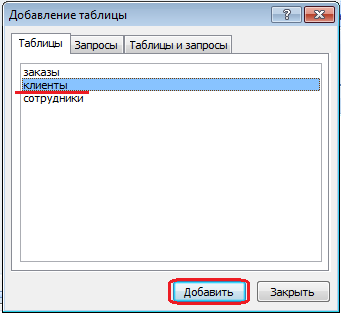 Добавление таблицы
Таблицы Запросы Таблицы и запросы
заказы
клиенты
сотрудники
Добавить Закрыть